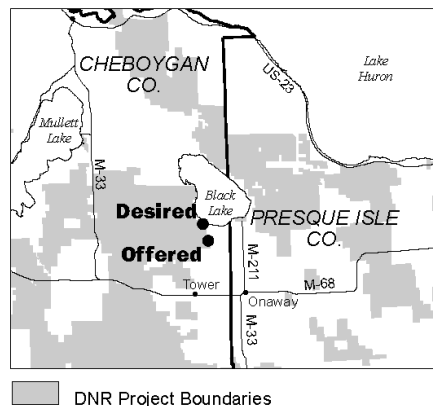 CHEBOYGAN
CO.
US-23
Lake
Huron
Mullett
Lake
M-33
Black
Lake
Desired
PRESQUE ISLE
CO.
Offered
M-211
Tower
M-68
Onaway
M-33
DNR Project Boundaries